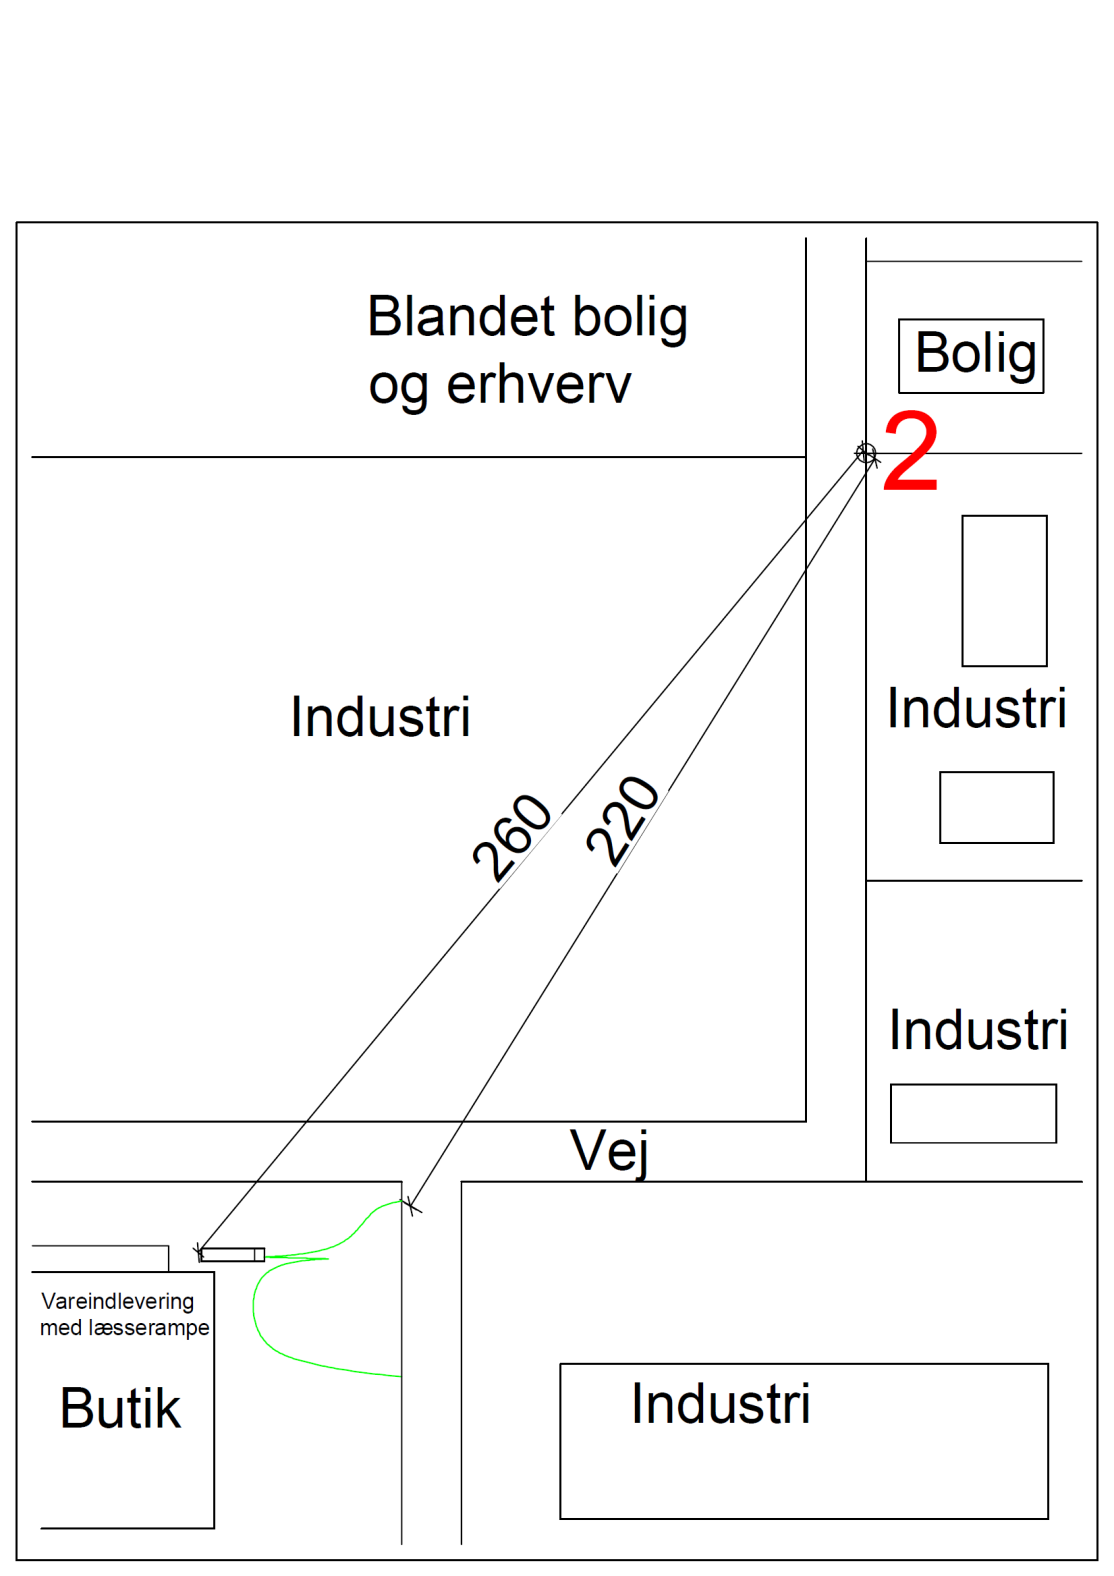 Blandet bolig
og erhverv
Bolig
2
Industri
Industri
260
220
Industri
Vej
Vareindlevering
med læsserampe
Butik
Industri